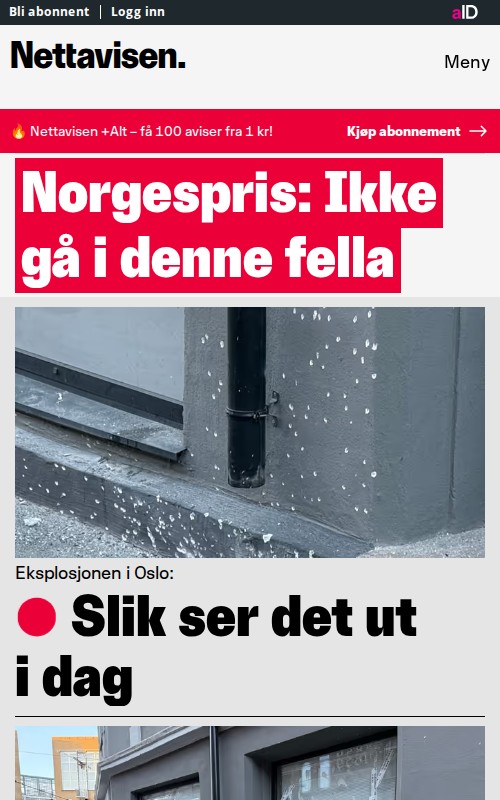 Bli abonnent | Logg inn
aID
Nettavisen.
Meny
🔥 Nettavisen +Alt – få 100 aviser fra 1 kr!
Kjøp abonnement →
Norgespris: Ikke
gå i denne fella
Eksplosjonen i Oslo:
Slik ser det ut
i dag